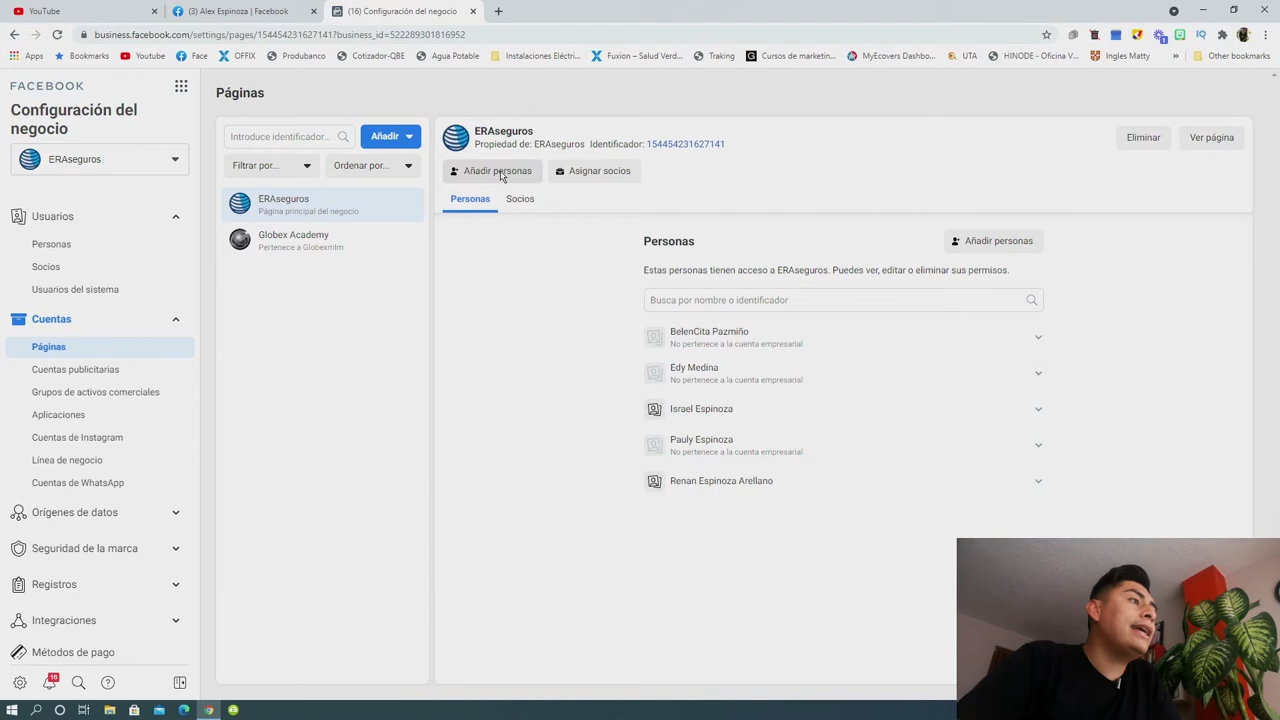 YouTube
(3) Alex Espinoza | Facebook
(16) Configuración del negocio
business.facebook.com/settings/pages/154454231627141?business_id=522289301816952
Apps
Bookmarks
Youtube
Face
OFFIX
Produbanco
Cotizador-QBE
Agua Potable
Instalaciones Eléctri...
Fuxion – Salud Verd...
Traking
Cursos de marketin...
MyEcovers Dashbo...
UTA
HINODE - Oficina V...
Ingles Matty
Other bookmarks
FACEBOOK
Configuración del
negocio
ERAseguros
Usuarios
Personas
Socios
Usuarios del sistema
Cuentas
Páginas
Cuentas publicitarias
Grupos de activos comerciales
Aplicaciones
Cuentas de Instagram
Línea de negocio
Cuentas de WhatsApp
Orígenes de datos
Seguridad de la marca
Registros
Integraciones
Métodos de pago
16
Páginas
Introduce identificador...
Añadir
Filtrar por...
Ordenar por...
ERAseguros
Página principal del negocio
Globex Academy
Pertenece a Globexmlm
ERAseguros
Propiedad de: ERAseguros Identificador: 154454231627141
Eliminar
Ver página
Añadir personas
Asignar socios
Personas
Socios
Personas
Añadir personas
Estas personas tienen acceso a ERAseguros. Puedes ver, editar o eliminar sus permisos.
Busca por nombre o identificador
BelenCita Pazmiño
No pertenece a la cuenta empresarial
Edy Medina
No pertenece a la cuenta empresarial
Israel Espinoza
Pauly Espinoza
No pertenece a la cuenta empresarial
Renan Espinoza Arellano